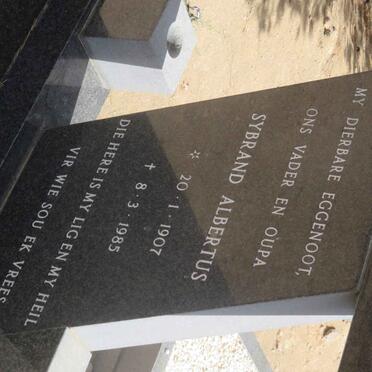 MY DIERBARE EGGENOOT,
ONS VADER EN OUPA
SYBRAND ALBERTUS
☆ 20·1·1907
✝ 8·3·1985
DIE HERE IS MY LIG EN MY HEIL
VIR WIE SOU EK VREES